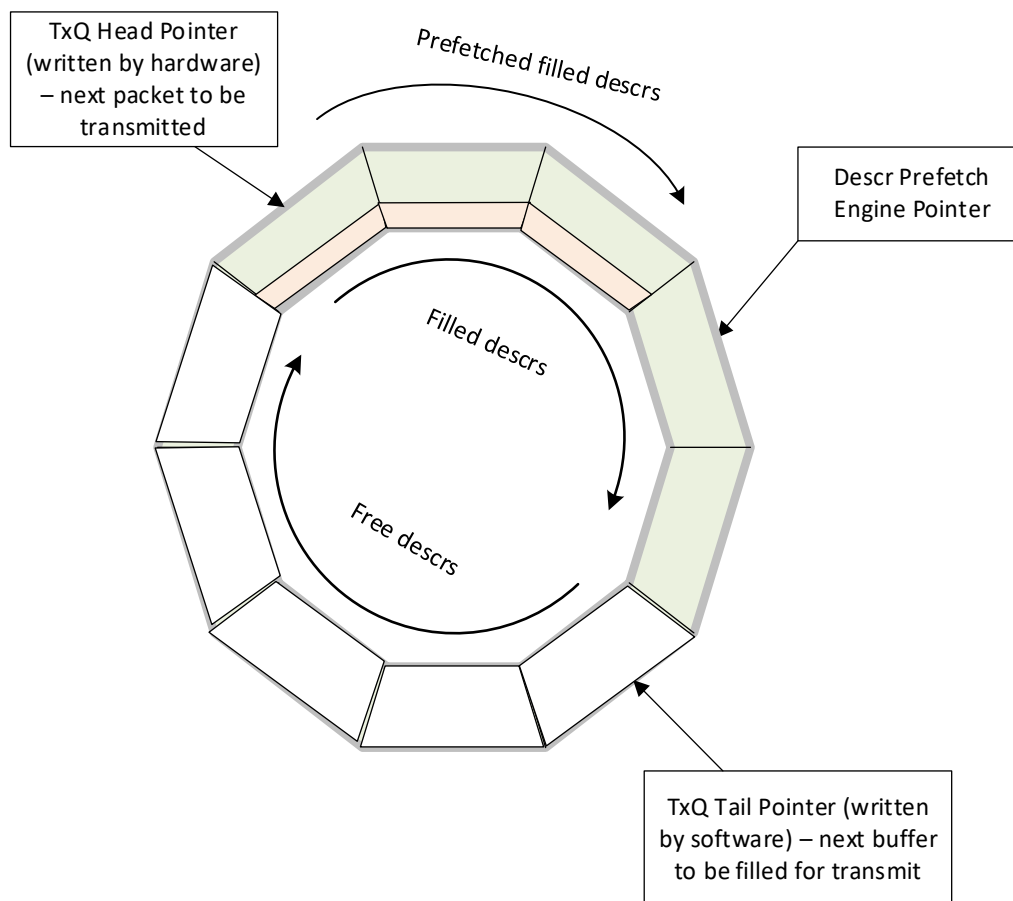 TxQ Head Pointer
(written by hardware)
– next packet to be
transmitted
Prefetched filled descrs
Descr Prefetch
Engine Pointer
Filled descrs
Free descrs
TxQ Tail Pointer (written
by software) – next buffer
to be filled for transmit